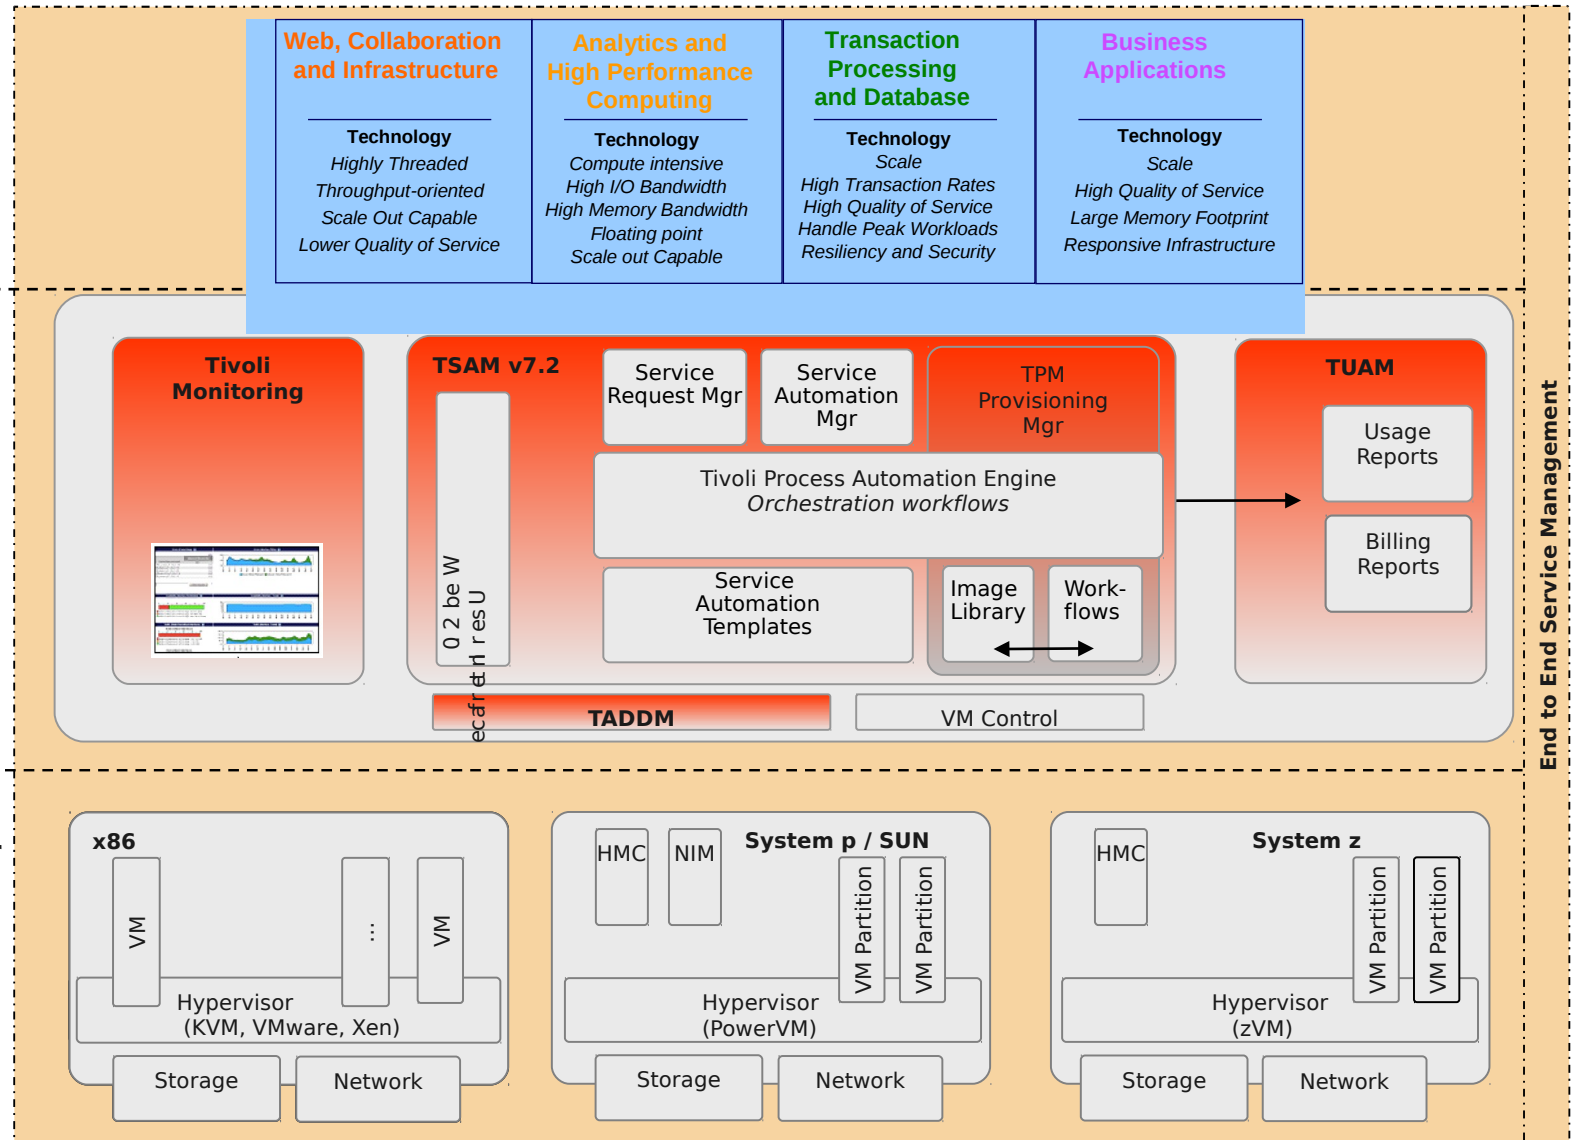 Web, Collaboration
and Infrastructure
Technology
Highly Threaded
Throughput-oriented
Scale Out Capable
Lower Quality of Service
Analytics and
High Performance
Computing
Technology
Compute intensive
High I/O Bandwidth
High Memory Bandwidth
Floating point
Scale out Capable
Transaction
Processing
and Database
Technology
Scale
High Transaction Rates
High Quality of Service
Handle Peak Workloads
Resiliency and Security
Business
Applications
Technology
Scale
High Quality of Service
Large Memory Footprint
Responsive Infrastructure
Tivoli
Monitoring
TSAM v7.2
0 2 be W
ecafretnI resU
Service
Request Mgr
Service
Automation
Mgr
TPM
Provisioning
Mgr
Tivoli Process Automation Engine
Orchestration workflows
Service
Automation
Templates
Image
Library
Work-
flows
TUAM
Usage
Reports
Billing
Reports
TADDM
VM Control
End to End Service Management
x86
VM
...
VM
Hypervisor
(KVM, VMware, Xen)
Storage
Network
HMC
NIM
System p / SUN
VM Partition
VM Partition
Hypervisor
(PowerVM)
Storage
Network
HMC
System z
VM Partition
VM Partition
Hypervisor
(zVM)
Storage
Network